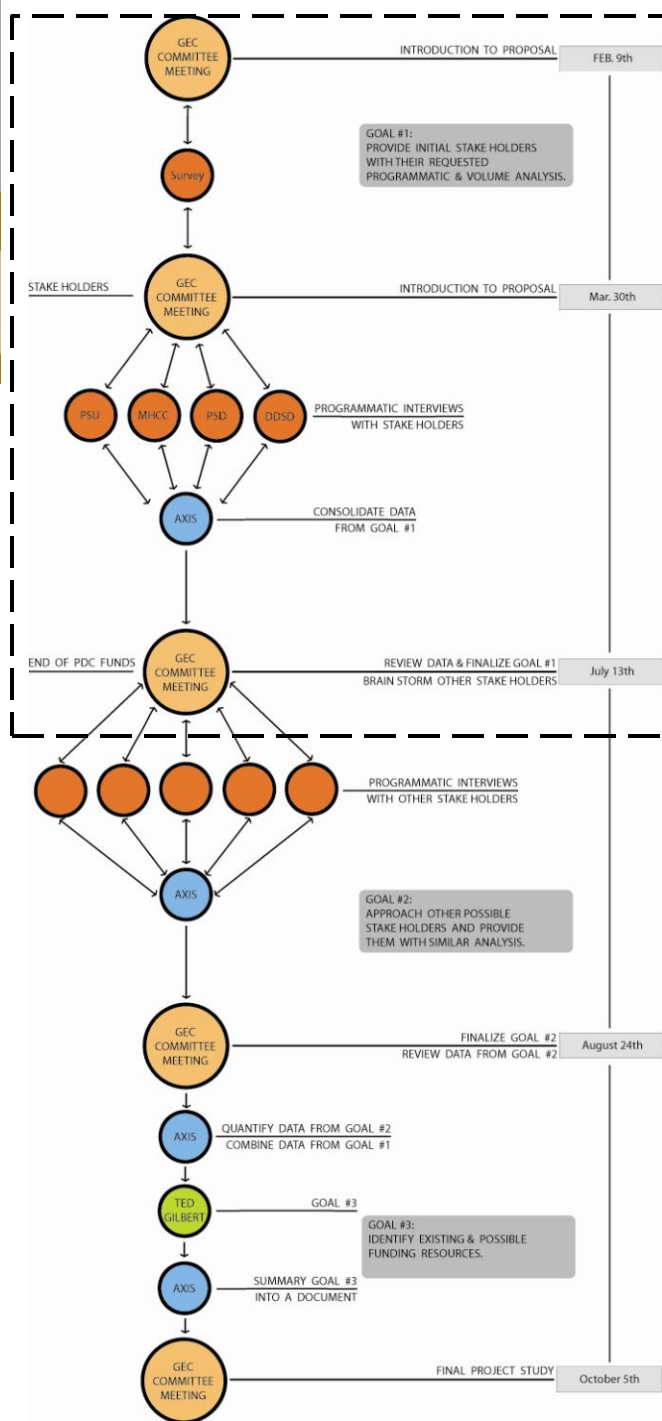 GEC
COMMITTEE
MEETING
INTRODUCTION TO PROPOSAL
FEB. 9th
GOAL #1:
PROVIDE INITIAL STAKE HOLDERS
WITH THEIR REQUESTED
PROGRAMMATIC & VOLUME ANALYSIS.
Survey
STAKE HOLDERS
GEC
COMMITTEE
MEETING
INTRODUCTION TO PROPOSAL
Mar. 30th
PSU
MHCC
PSD
DDSD
PROGRAMMATIC INTERVIEWS
WITH STAKE HOLDERS
AXIS
CONSOLIDATE DATA
FROM GOAL #1
END OF PDC FUNDS
GEC
COMMITTEE
MEETING
REVIEW DATA & FINALIZE GOAL #1
BRAIN STORM OTHER STAKE HOLDERS
July 13th
PROGRAMMATIC INTERVIEWS
WITH OTHER STAKE HOLDERS
AXIS
GOAL #2:
APPROACH OTHER POSSIBLE
STAKE HOLDERS AND PROVIDE
THEM WITH SIMILAR ANALYSIS.
GEC
COMMITTEE
MEETING
FINALIZE GOAL #2
REVIEW DATA FROM GOAL #2
August 24th
AXIS
QUANTIFY DATA FROM GOAL #2
COMBINE DATA FROM GOAL #1
TED
GILBERT
GOAL #3
GOAL #3:
IDENTIFY EXISTING & POSSIBLE
FUNDING RESOURCES.
AXIS
SUMMARY GOAL #3
INTO A DOCUMENT
GEC
COMMITTEE
MEETING
FINAL PROJECT STUDY
October 5th